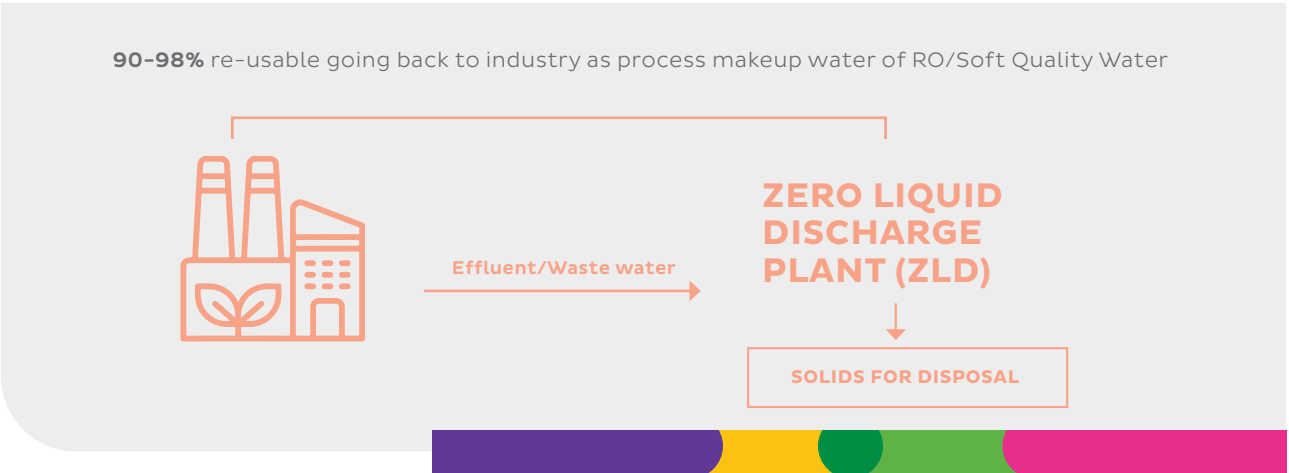 90-98% re-usable going back to industry as process makeup water of RO/Soft Quality Water
Effluent/Waste water
ZERO LIQUID
DISCHARGE
PLANT (ZLD)
SOLIDS FOR DISPOSAL